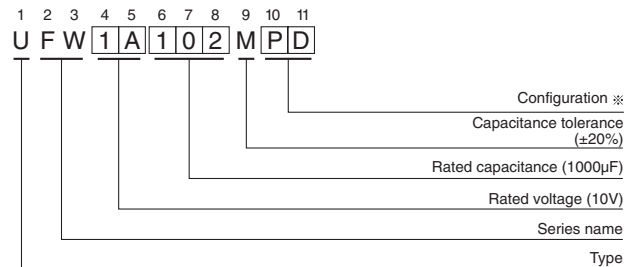 1 2 3 4 5 6 7 8 9 10 11
U F W 1 A 1 0 2 M P D
Configuration ※
Capacitance tolerance
(±20%)
Rated capacitance (1000µF)
Rated voltage (10V)
Series name
Type